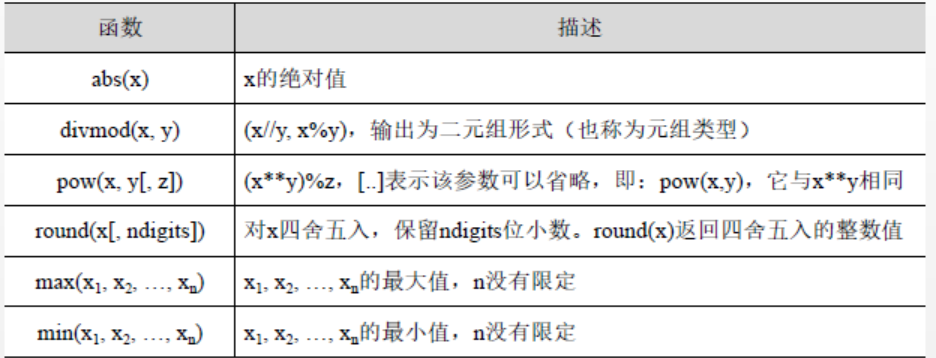 函数 描述
abs(x) x的绝对值
divmod(x, y) (x//y, x%y)，输出为二元组形式（也称为元组类型）
pow(x, y[, z]) (x**y)%z，[..]表示该参数可以省略，即：pow(x,y)，它与x**y相同
round(x[, ndigits]) 对x四舍五入，保留ndigits位小数。round(x)返回四舍五入的整数值
max(x₁, x₂, …, xₙ) x₁, x₂, …, xₙ的最大值，n没有限定
min(x₁, x₂, …, xₙ) x₁, x₂, …, xₙ的最小值，n没有限定